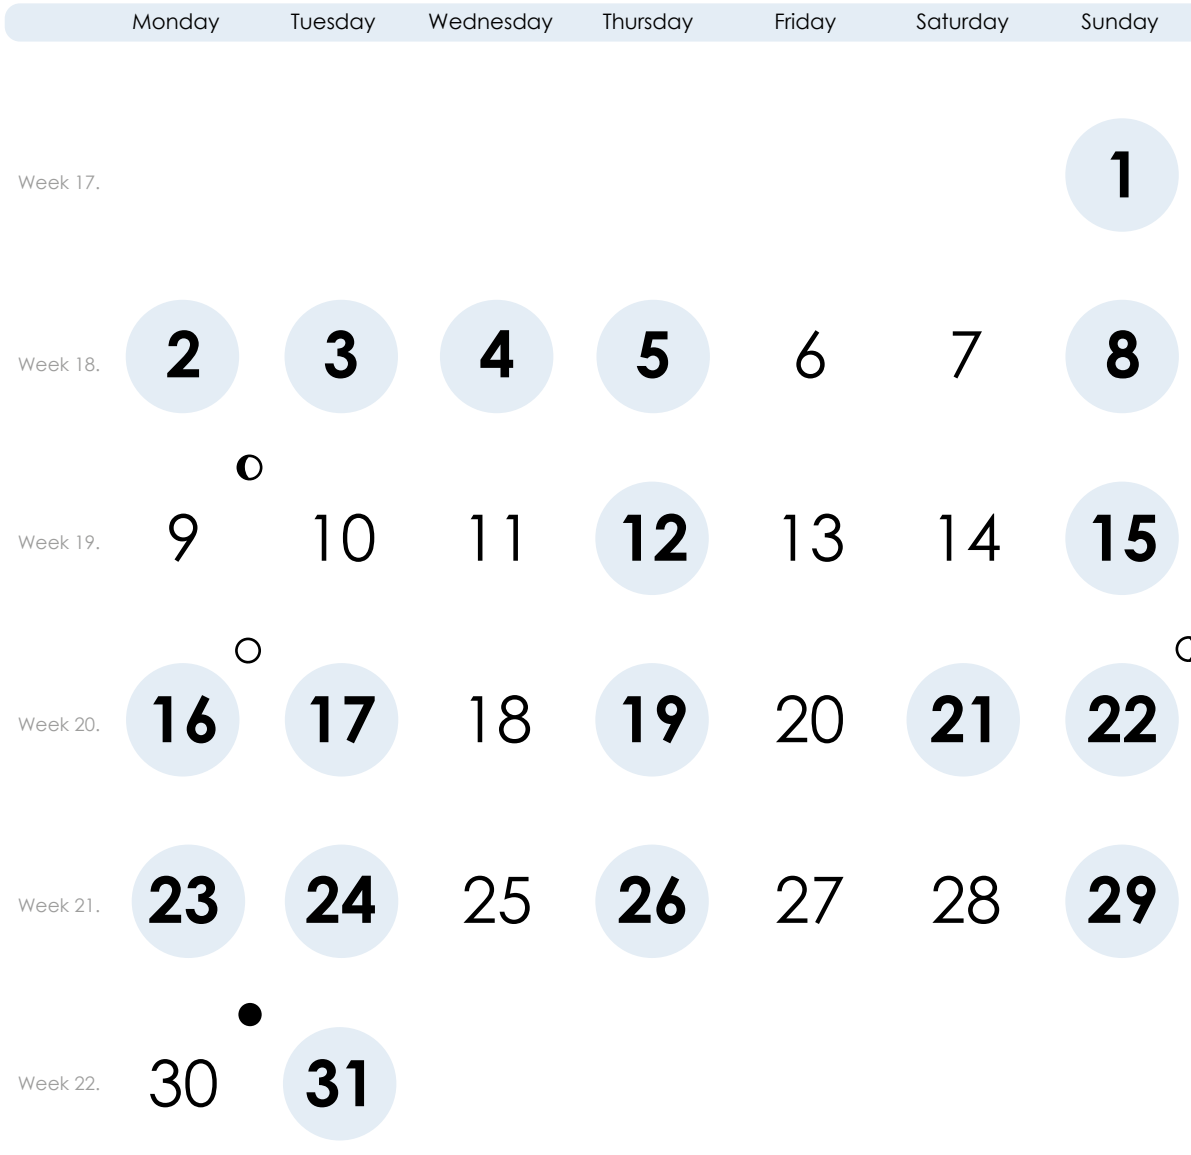 Monday Tuesday Wednesday Thursday Friday Saturday Sunday
Week 17. 1
Week 18. 2 3 4 5 6 7 8
Week 19. 9 10 11 12 13 14 15
Week 20. 16 17 18 19 20 21 22
Week 21. 23 24 25 26 27 28 29
Week 22. 30 31